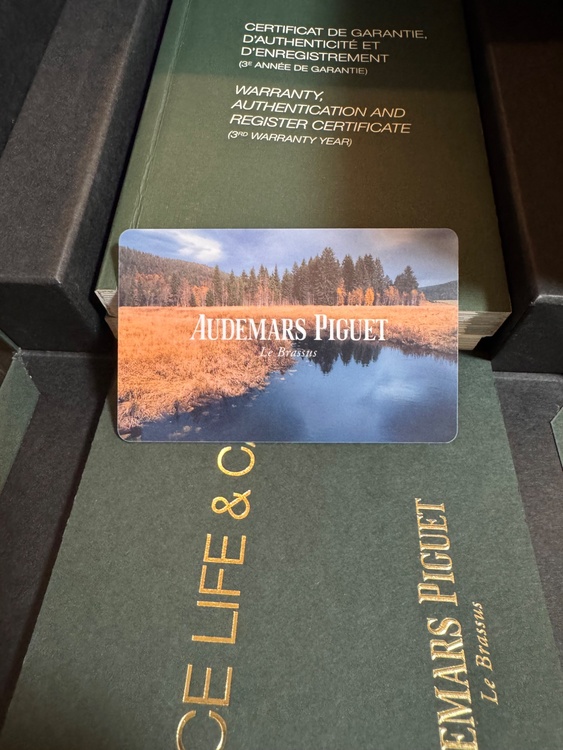 CERTIFICAT DE GARANTIE,
D'AUTHENTICITÉ ET
D'ENREGISTREMENT
(3E ANNÉE DE GARANTIE)
WARRANTY,
AUTHENTICATION AND
REGISTER CERTIFICATE
(3RD WARRANTY YEAR)
AUDEMARS PIGUET
Le Brassus
CE LIFE & CA
EMARS PIGUET
Le Brassus